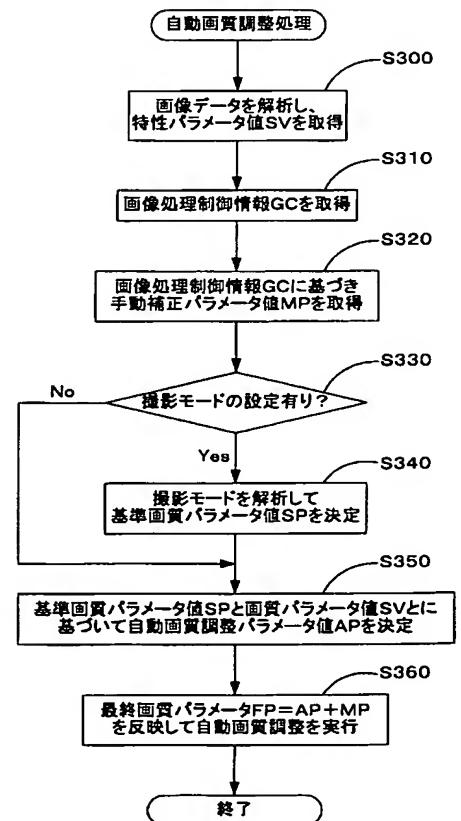 自動画質調整処理
S300
画像データを解析し、
特性パラメータ値SVを取得
S310
画像処理制御情報GCを取得
S320
画像処理制御情報GCに基づき
手動補正パラメータ値MPを取得
S330
No
撮影モードの設定有り？
Yes
S340
撮影モードを解析して
基準画質パラメータ値SPを決定
S350
基準画質パラメータ値SPと画質パラメータ値SVとに
基づいて自動画質調整パラメータ値APを決定
S360
最終画質パラメータFP＝AP＋MP
を反映して自動画質調整を実行
終了